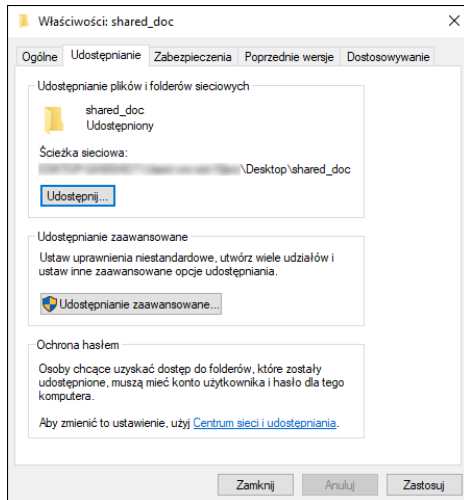 Właściwości: shared_doc
Ogólne Udostępnianie Zabezpieczenia Poprzednie wersje Dostosowywanie
Udostępnianie plików i folderów sieciowych
shared_doc
Udostępniony
Ścieżka sieciowa:
\Desktop\shared_doc
Udostępnij...
Udostępnianie zaawansowane
Ustaw uprawnienia niestandardowe, utwórz wiele udziałów i
ustaw inne zaawansowane opcje udostępniania.
Udostępnianie zaawansowane...
Ochrona hasłem
Osoby chcące uzyskać dostęp do folderów, które zostały
udostępnione, muszą mieć konto użytkownika i hasło dla tego
komputera.
Aby zmienić to ustawienie, użyj Centrum sieci i udostępniania.
Zamknij Anuluj Zastosuj